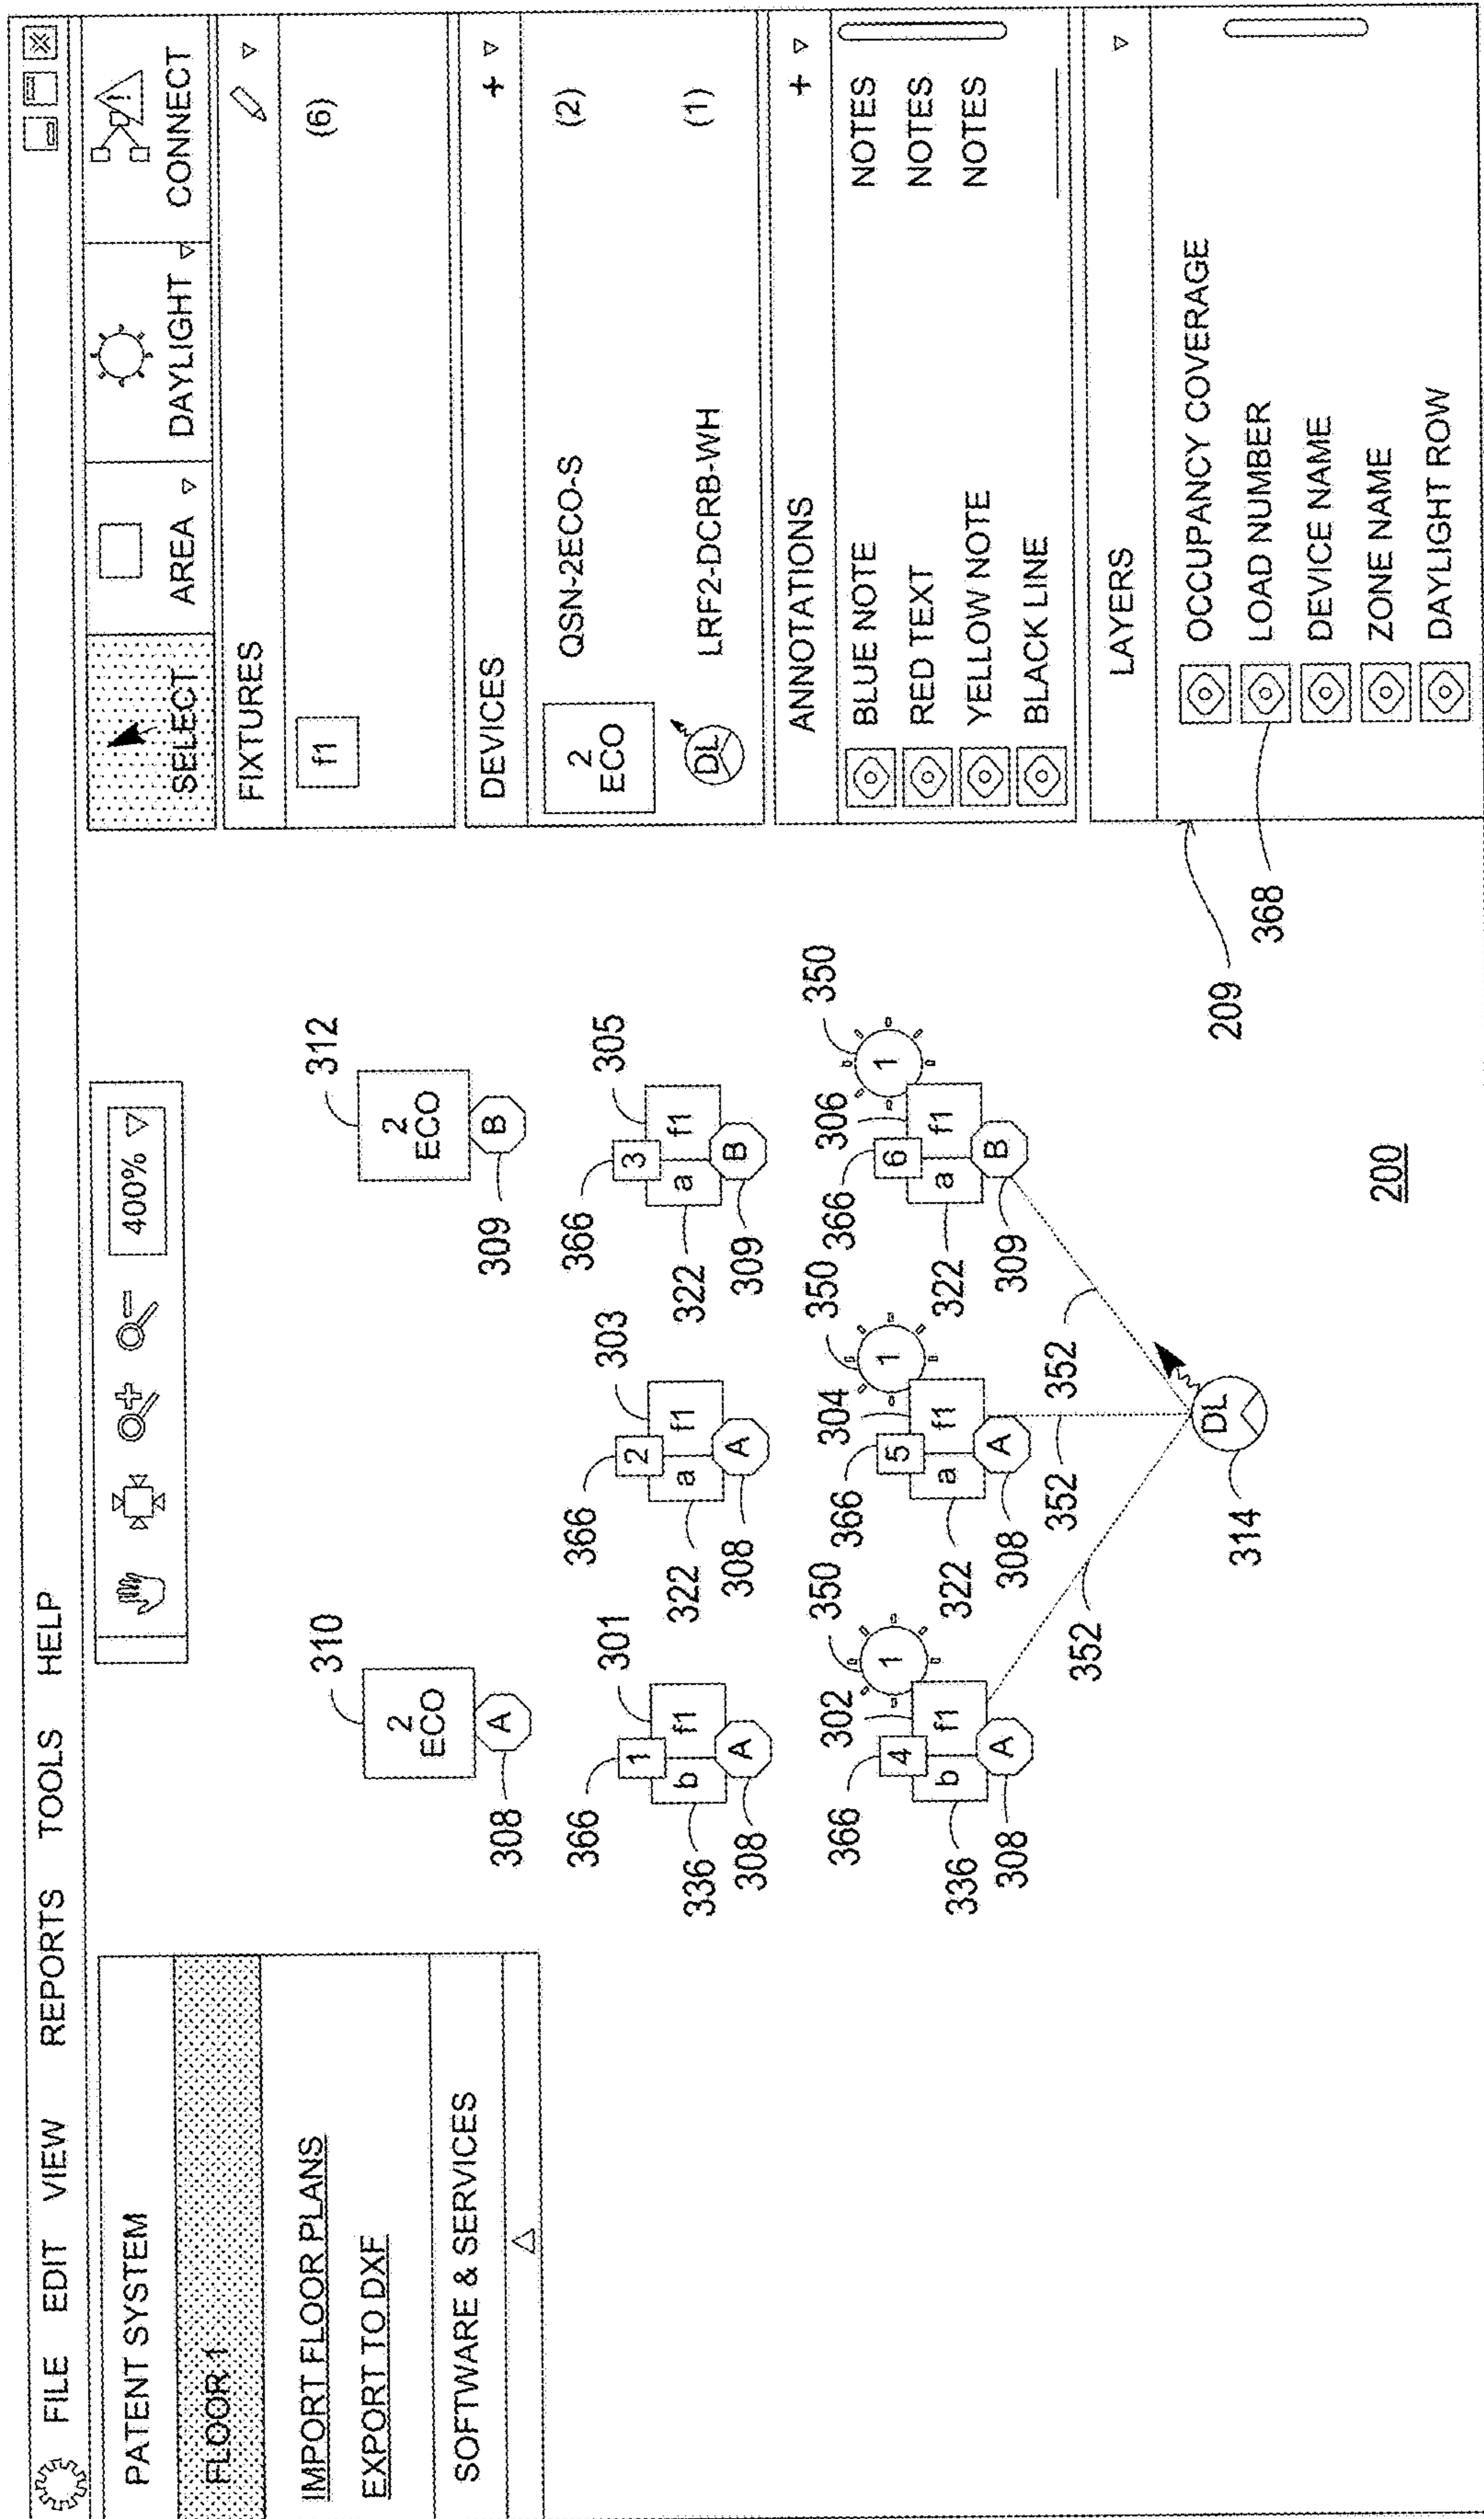 FILE EDIT VIEW REPORTS TOOLS HELP
PATENT SYSTEM
FLOOR 1
IMPORT FLOOR PLANS
EXPORT TO DXF
SOFTWARE & SERVICES
400%
310
2
ECO
A
308
312
2
ECO
B
309
366
301
1
b
f1
A
336
308
366
303
2
a
f1
A
322
308
366
305
3
a
f1
B
322
309
366
302
350
4
b
f1
1
A
336
308
366
304
350
5
a
f1
1
A
322
308
366
306
350
6
a
f1
1
B
322
309
352
352
352
DL
314
200
SELECT
AREA
DAYLIGHT
CONNECT
FIXTURES
f1 (6)
DEVICES +
2
ECO
QSN-2ECO-S (2)
DL LRF2-DCRB-WH (1)
ANNOTATIONS +
BLUE NOTE NOTES
RED TEXT NOTES
YELLOW NOTE NOTES
BLACK LINE
LAYERS
OCCUPANCY COVERAGE
LOAD NUMBER
DEVICE NAME
ZONE NAME
DAYLIGHT ROW
209
368